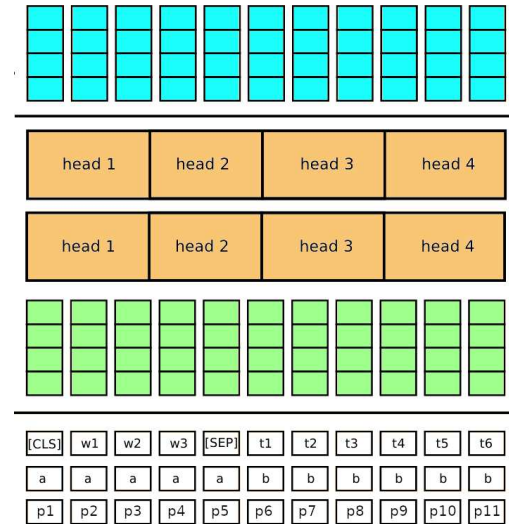 head 1 head 2 head 3 head 4
head 1 head 2 head 3 head 4
[CLS] w1 w2 w3 [SEP] t1 t2 t3 t4 t5 t6
a a a a a b b b b b b
p1 p2 p3 p4 p5 p6 p7 p8 p9 p10 p11